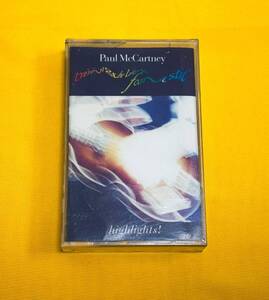 Paul McCartney
tripping the live fantastic
highlights!